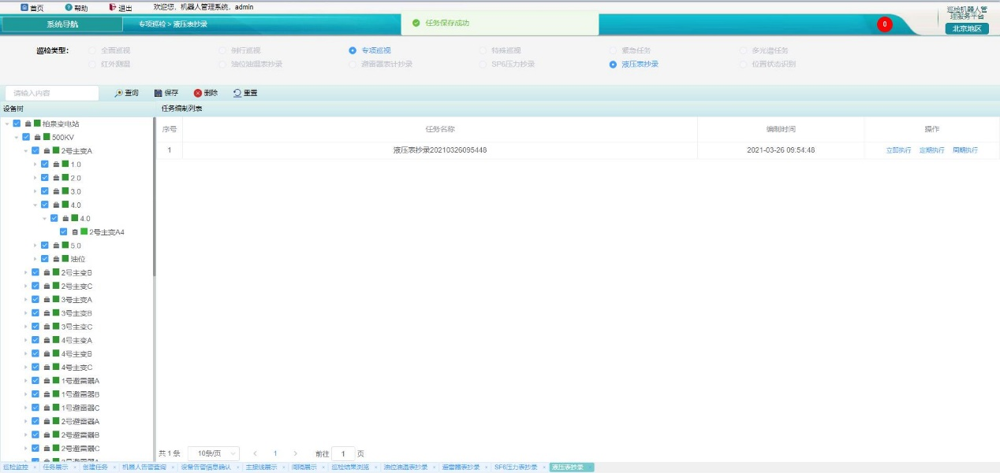 首页 帮助 退出 欢迎您、机器人管理系统，admin
系统导航 专项巡检 > 液压表抄录 任务保存成功 0
巡检机器人管理服务平台
北京地区
巡检类型： 全面巡视 例行巡视 专项巡视 特殊巡视 紧急任务 多光谱任务
红外测温 油位油温表抄录 避雷器表计抄录 SF6压力抄录 液压表抄录 位置状态识别
请输入内容 查询 保存 删除 重置
设备树 任务编制列表
序号 任务名称 编制时间 操作
1 液压表抄录20210326095448 2021-03-26 09:54:48 立即执行 定期执行 周期执行
柏泉变电站
500KV
2号主变A
1.0
2.0
3.0
4.0
4.0
2号主变A4
5.0
油位
2号主变B
2号主变C
3号主变A
3号主变B
3号主变C
4号主变A
4号主变B
4号主变C
1号避雷器A
1号避雷器B
1号避雷器C
2号避雷器A
2号避雷器B
2号避雷器C
共 1 条 10条/页 < 1 > 前往 1 页
巡检监控 × 任务展示 × 创建任务 × 机器人告警查询 × 设备告警信息确认 × 主接线展示 × 间隔展示 × 巡检结果浏览 × 油位油温表抄录 × 避雷器表抄录 × SF6压力表抄录 × 液压表抄录 ×